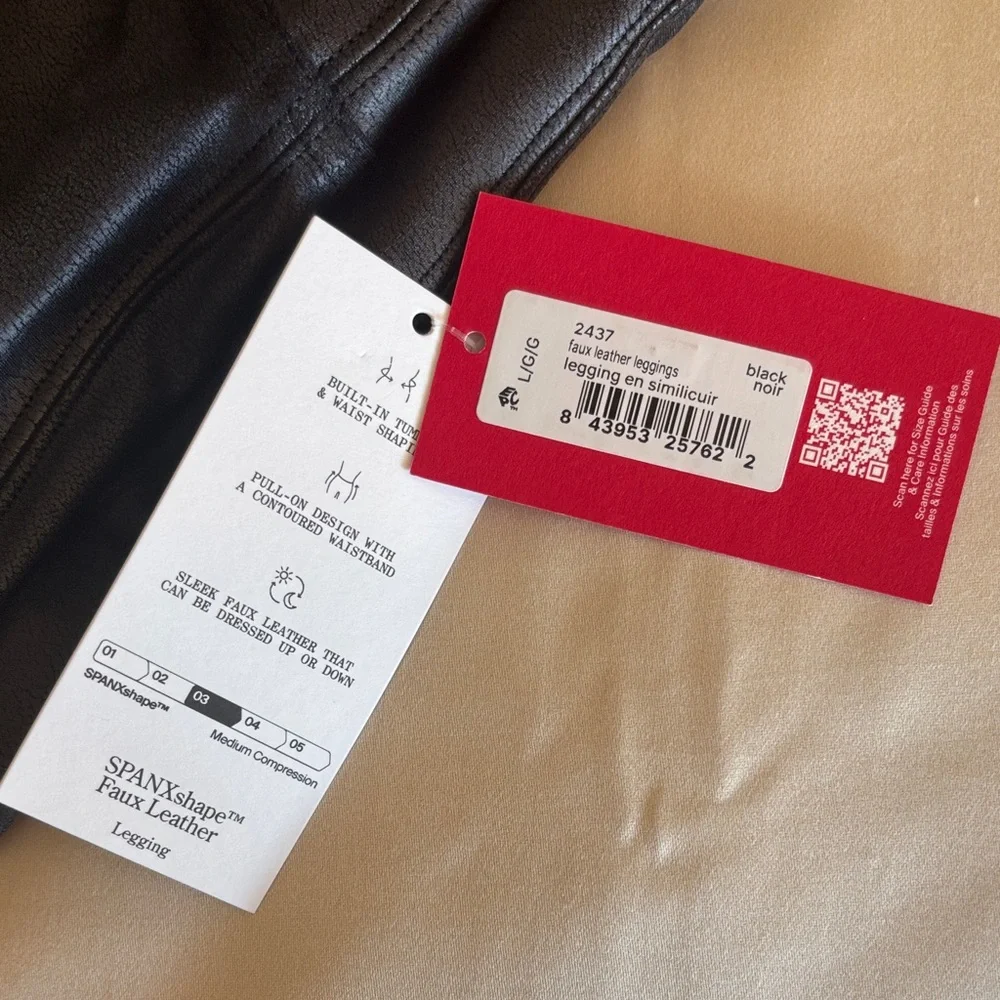 BUILT-IN
& WAIST
PULL-ON DESIGN WITH
A CONTOURED WAISTBAND
SLEEK FAUX LEATHER THAT
CAN BE DRESSED UP OR DOWN
01 02 03 04 05
SPANXshape™
Medium Compression
SPANXshape™
Faux Leather
Legging
L/G/G
2437
faux leather leggings
legging en similicuir
black
noir
8 43953 25762 2
Scan here for Size Guide
& Care Information
Scannez ici pour Guide des
tailles & Informations sur les soins